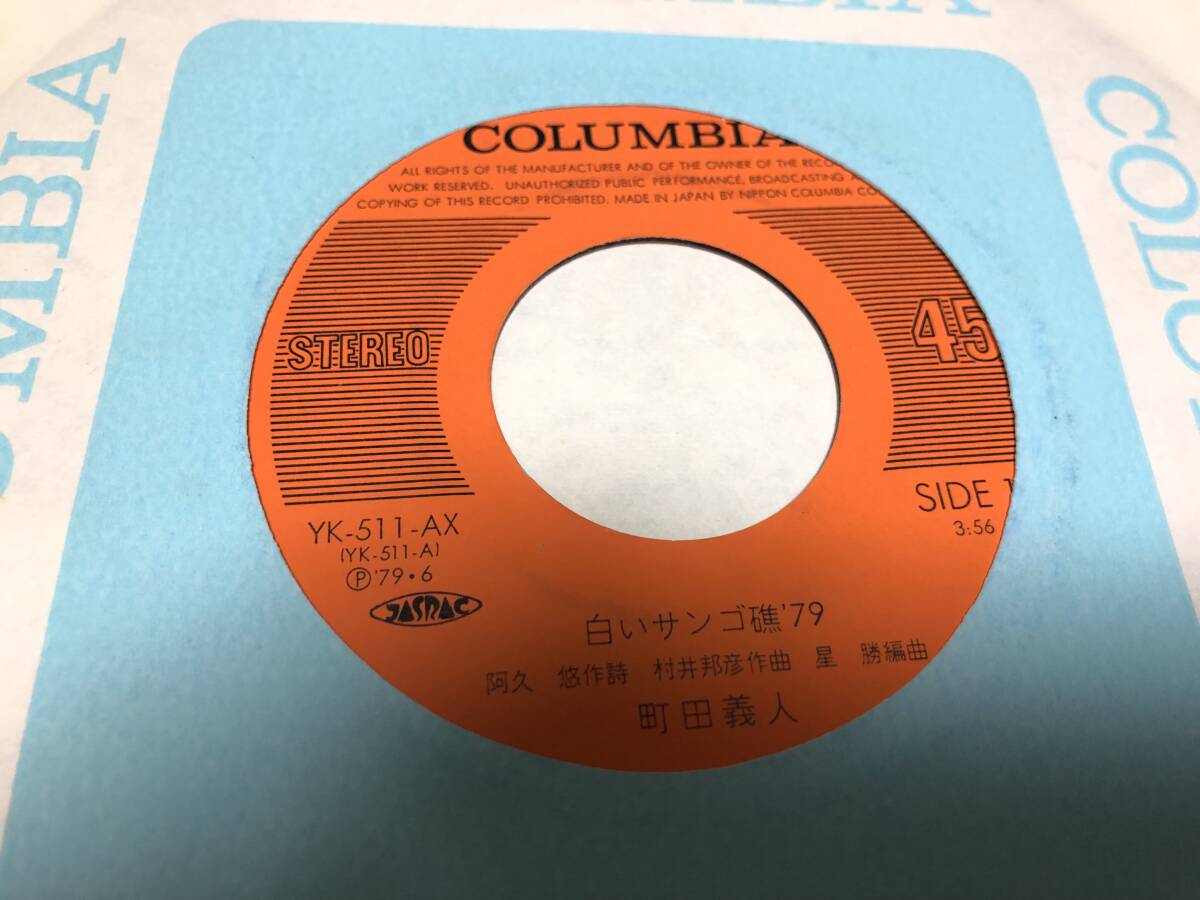 COLUMBIA
ALL RIGHTS OF THE MANUFACTURER AND OF THE OWNER OF THE RECO
WORK RESERVED. UNAUTHORIZED PUBLIC PERFORMANCE, BROADCASTING A
COPYING OF THIS RECORD PROHIBITED. MADE IN JAPAN BY NIPPON COLUMBIA CO
STEREO
45
SIDE 1
3:56
YK-511-AX
(YK-511-A)
Ⓟ'79・6
JASRAC
白いサンゴ礁'79
阿久 悠作詩 村井邦彦作曲 星 勝編曲
町田義人
UMBIA
COLU